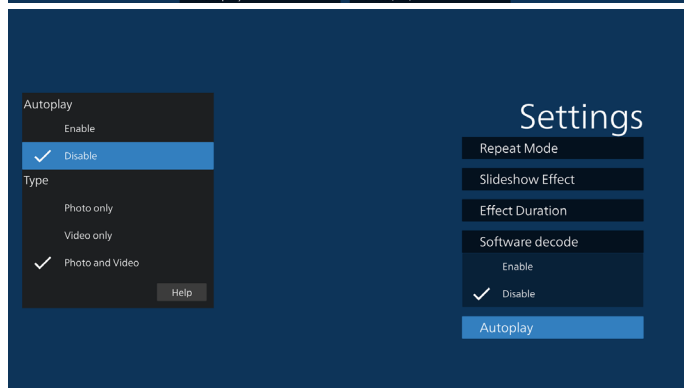 Autoplay
Enable
Disable
Type
Photo only
Video only
Photo and Video
Help
Settings
Repeat Mode
Slideshow Effect
Effect Duration
Software decode
Enable
Disable
Autoplay